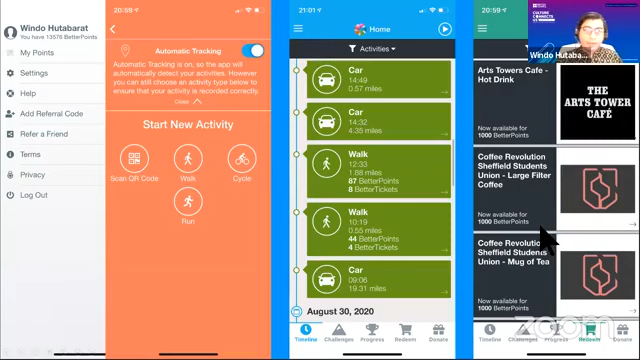 Windo Hutabarat
You have 13576 BetterPoints
My Points
Settings
Help
Add Referral Code
Refer a Friend
Terms
Privacy
Log Out
20:59
Automatic Tracking
Automatic Tracking is on, so the app will
automatically detect your activities. However
you can still choose an activity type below to
ensure that your activity is recorded correctly.
Close
Start New Activity
Scan QR Code
Walk
Cycle
Run
21:01
Home
Activities
Car
14:49
0.57 miles
Car
14:32
4:35 miles
Walk
12:33
1.88 miles
87 BetterPoints
8 BetterTickets
Walk
10:19
0.55 miles
44 BetterPoints
4 BetterPoints
Car
09:06
19.31 miles
August 30, 2020
Timeline
Challenges
Progress
Redeem
Donate
20:59
Arts Towers Cafe -
Hot Drink
Now available for
1000 BetterPoints
THE
ARTS TOWER
CAFÉ
Coffee Revolution
Sheffield Students
Union - Large Filter
Coffee
Now available for
1000 BetterPoints
Coffee Revolution
Sheffield Students
Union - Mug of Tea
Now available for
1000 BetterPoints
Timeline
Challenges
Progress
Redeem
Donate
CULTURE
CONNECTS
Windo Hutaba...
zoom